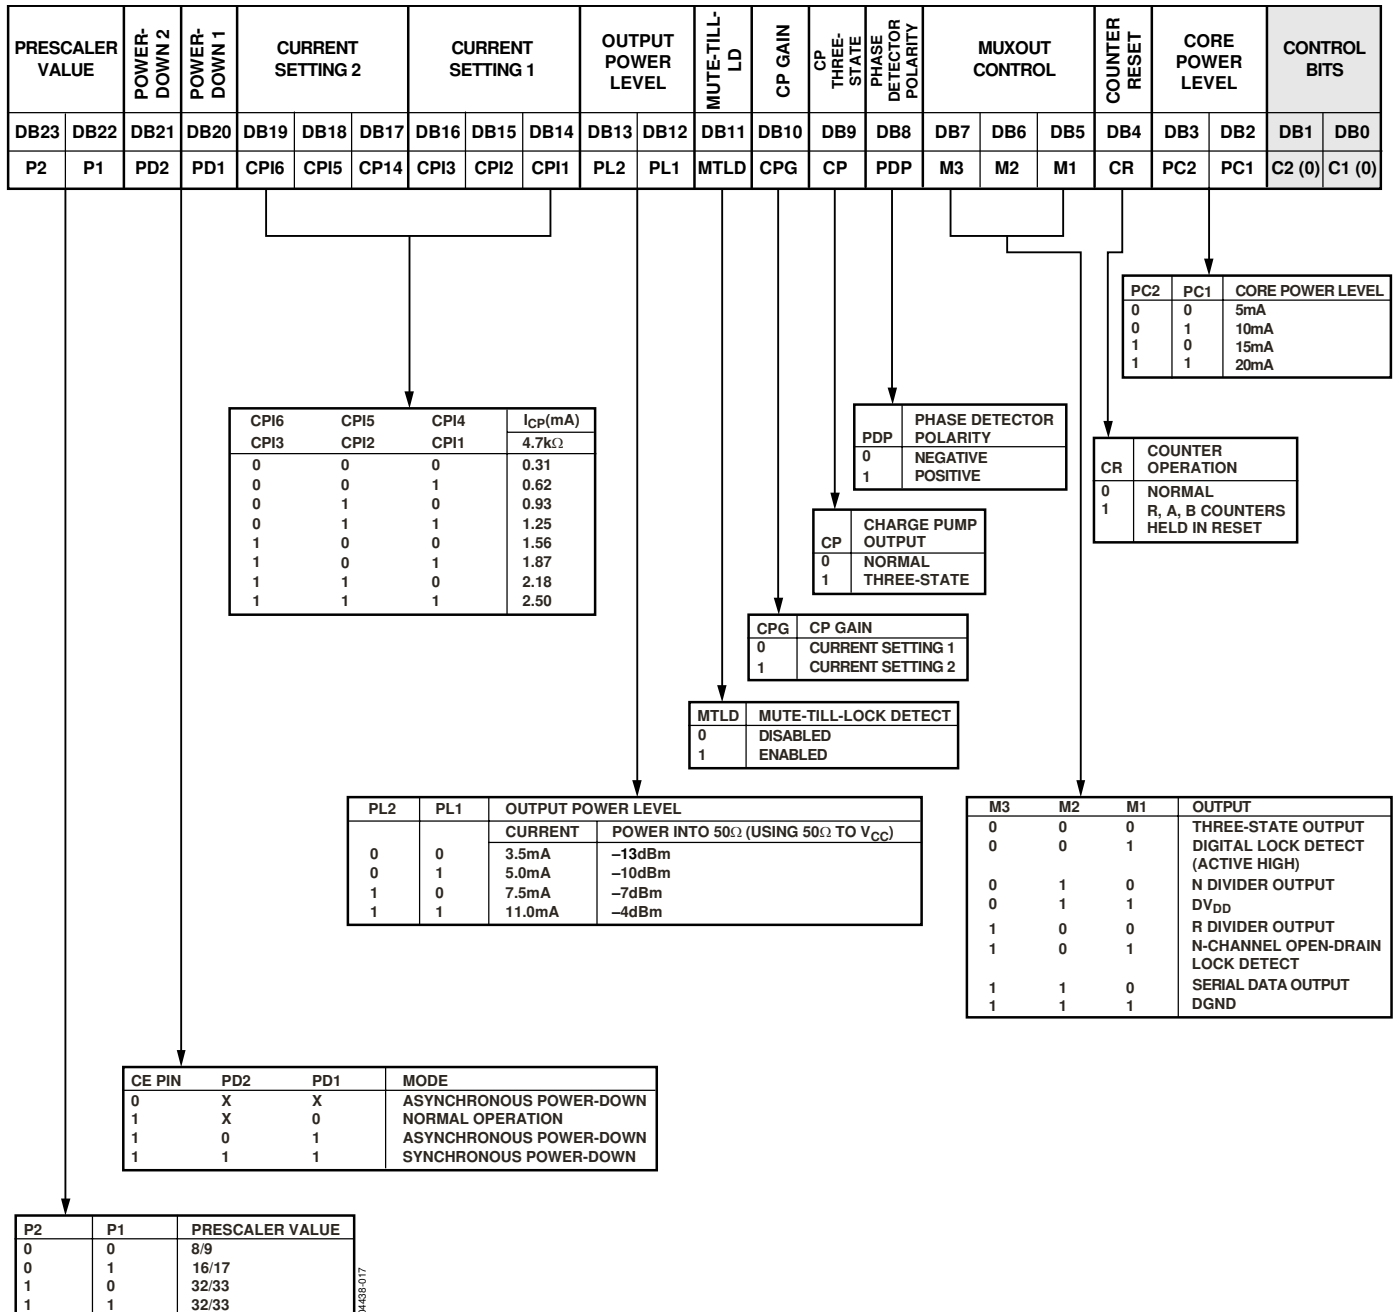 PRESCALER VALUE
POWER-DOWN 2
POWER-DOWN 1
CURRENT SETTING 2
CURRENT SETTING 1
OUTPUT POWER LEVEL
MUTE-TILL-LD
CP GAIN
CP THREE-STATE
PHASE DETECTOR POLARITY
MUXOUT CONTROL
COUNTER RESET
CORE POWER LEVEL
CONTROL BITS
DB23 DB22 DB21 DB20 DB19 DB18 DB17 DB16 DB15 DB14 DB13 DB12 DB11 DB10 DB9 DB8 DB7 DB6 DB5 DB4 DB3 DB2 DB1 DB0
P2 P1 PD2 PD1 CPI6 CPI5 CP14 CPI3 CPI2 CPI1 PL2 PL1 MTLD CPG CP PDP M3 M2 M1 CR PC2 PC1 C2 (0) C1 (0)
PC2 PC1 CORE POWER LEVEL
0 0 5mA
0 1 10mA
1 0 15mA
1 1 20mA
CPI6 CPI5 CPI4 ICP(mA)
CPI3 CPI2 CPI1 4.7kΩ
0 0 0 0.31
0 0 1 0.62
0 1 0 0.93
0 1 1 1.25
1 0 0 1.56
1 0 1 1.87
1 1 0 2.18
1 1 1 2.50
PHASE DETECTOR
PDP POLARITY
0 NEGATIVE
1 POSITIVE
COUNTER
CR OPERATION
0 NORMAL
1 R, A, B COUNTERS
HELD IN RESET
CHARGE PUMP
CP OUTPUT
0 NORMAL
1 THREE-STATE
CPG CP GAIN
0 CURRENT SETTING 1
1 CURRENT SETTING 2
MTLD MUTE-TILL-LOCK DETECT
0 DISABLED
1 ENABLED
PL2 PL1 OUTPUT POWER LEVEL
CURRENT POWER INTO 50Ω (USING 50Ω TO VCC)
0 0 3.5mA –13dBm
0 1 5.0mA –10dBm
1 0 7.5mA –7dBm
1 1 11.0mA –4dBm
M3 M2 M1 OUTPUT
0 0 0 THREE-STATE OUTPUT
0 0 1 DIGITAL LOCK DETECT
(ACTIVE HIGH)
0 1 0 N DIVIDER OUTPUT
0 1 1 DVDD
1 0 0 R DIVIDER OUTPUT
1 0 1 N-CHANNEL OPEN-DRAIN
LOCK DETECT
1 1 0 SERIAL DATA OUTPUT
1 1 1 DGND
CE PIN PD2 PD1 MODE
0 X X ASYNCHRONOUS POWER-DOWN
1 X 0 NORMAL OPERATION
1 0 1 ASYNCHRONOUS POWER-DOWN
1 1 1 SYNCHRONOUS POWER-DOWN
P2 P1 PRESCALER VALUE
0 0 8/9
0 1 16/17
1 0 32/33
1 1 32/33